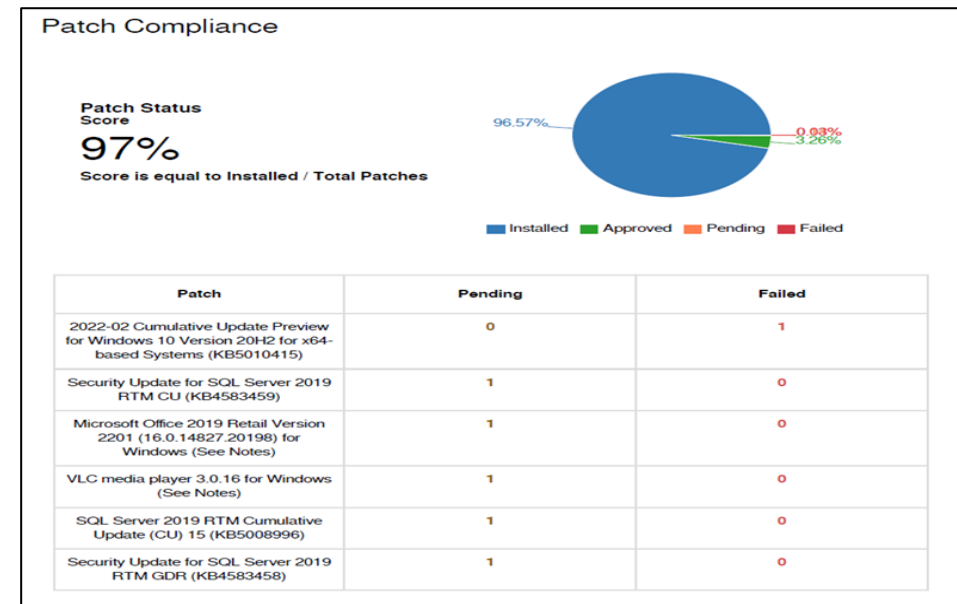 Patch Compliance
Patch Status
Score
97%
Score is equal to Installed / Total Patches
96.57%
0.03%
3.26%
Installed Approved Pending Failed
Patch Pending Failed
2022-02 Cumulative Update Preview
for Windows 10 Version 20H2 for x64-
based Systems (KB5010415)
0 1
Security Update for SQL Server 2019
RTM CU (KB4583459)
1 0
Microsoft Office 2019 Retail Version
2201 (16.0.14827.20198) for
Windows (See Notes)
1 0
VLC media player 3.0.16 for Windows
(See Notes)
1 0
SQL Server 2019 RTM Cumulative
Update (CU) 15 (KB5008996)
1 0
Security Update for SQL Server 2019
RTM GDR (KB4583458)
1 0